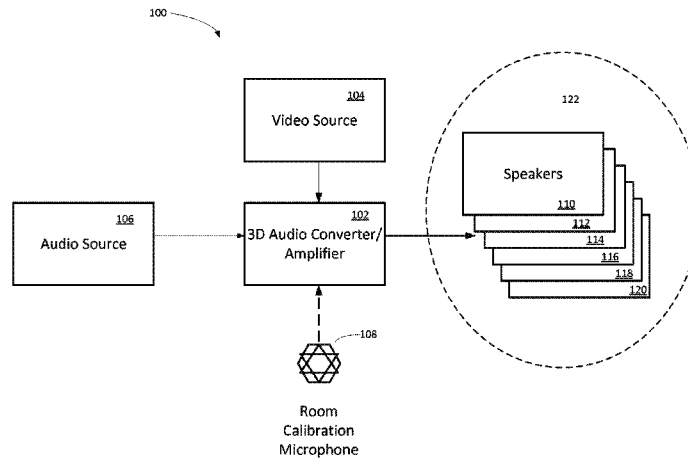 100
104
Video Source
122
Speakers
110
112
114
116
118
120
106
Audio Source
102
3D Audio Converter/
Amplifier
108
Room
Calibration
Microphone